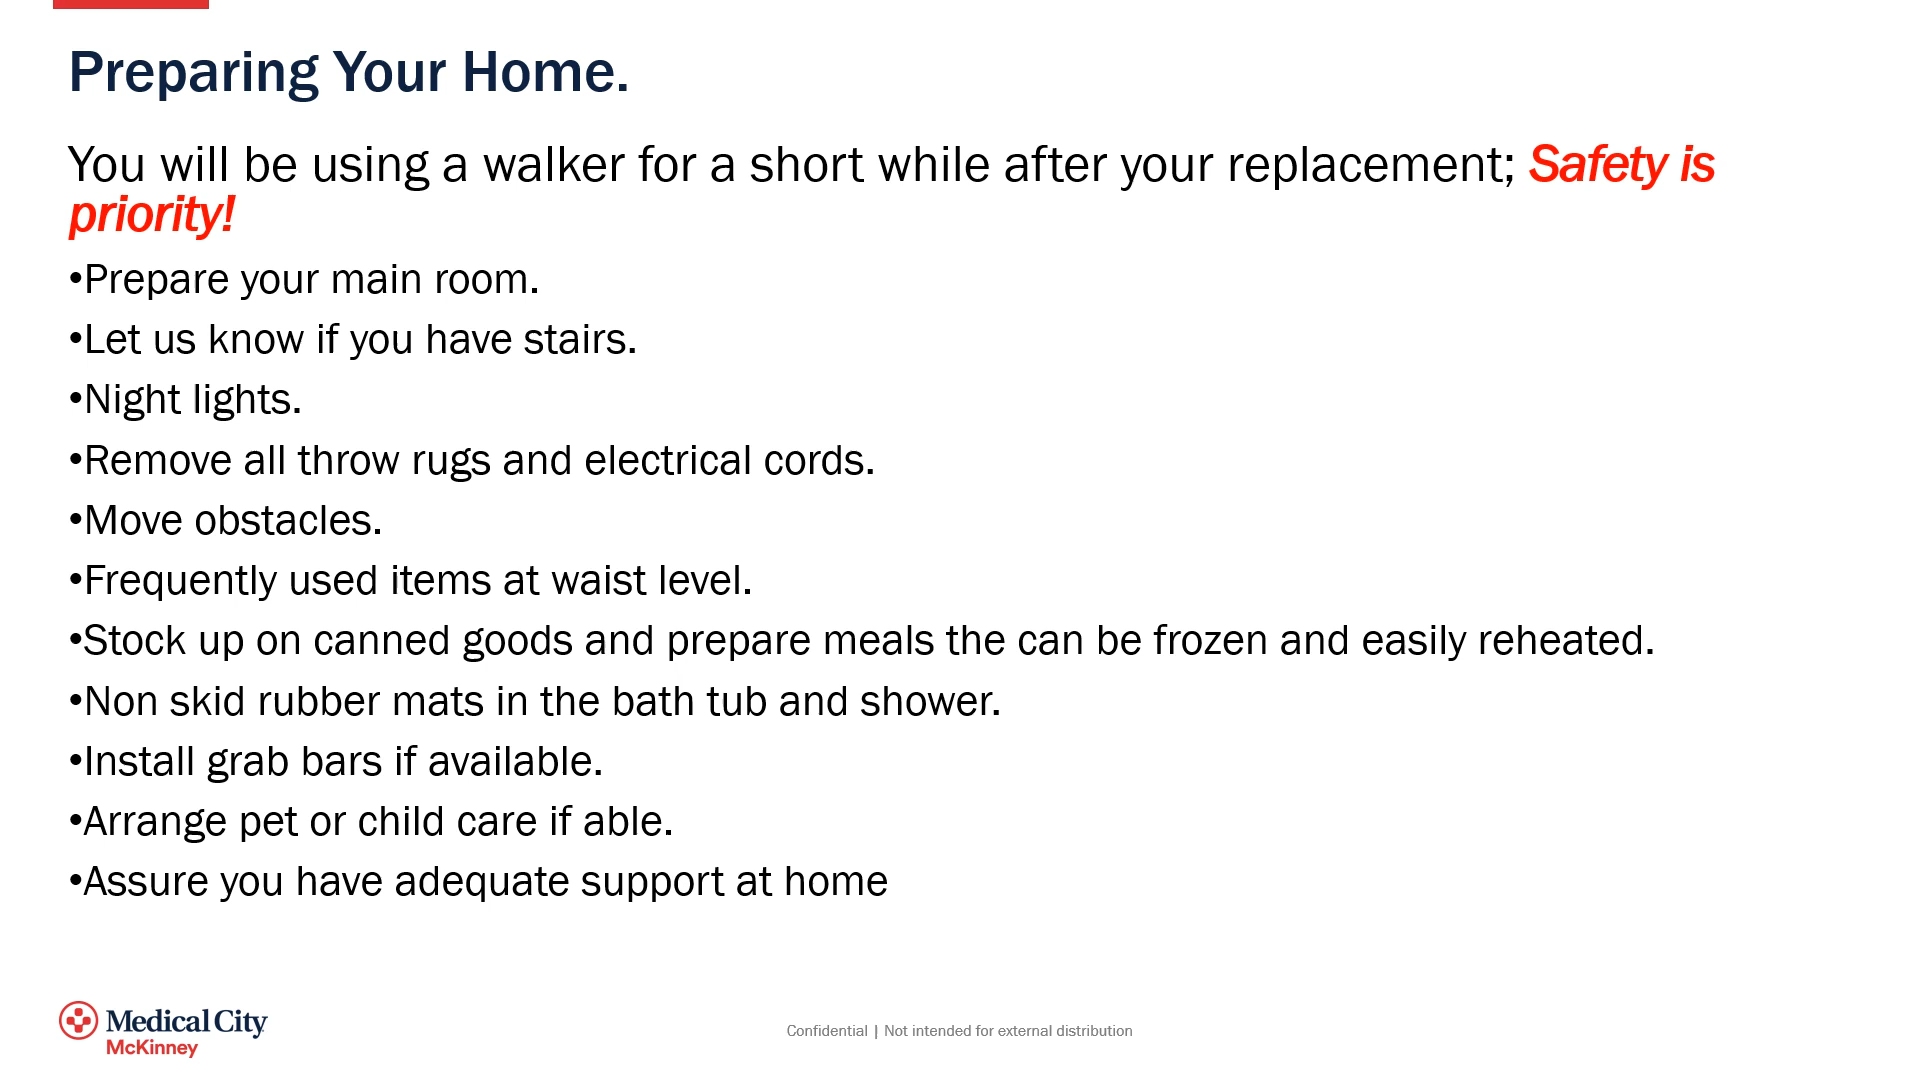 Preparing Your Home.
You will be using a walker for a short while after your replacement; Safety is
priority!
•Prepare your main room.
•Let us know if you have stairs.
•Night lights.
•Remove all throw rugs and electrical cords.
•Move obstacles.
•Frequently used items at waist level.
•Stock up on canned goods and prepare meals the can be frozen and easily reheated.
•Non skid rubber mats in the bath tub and shower.
•Install grab bars if available.
•Arrange pet or child care if able.
•Assure you have adequate support at home
Medical City
McKinney
Confidential | Not intended for external distribution